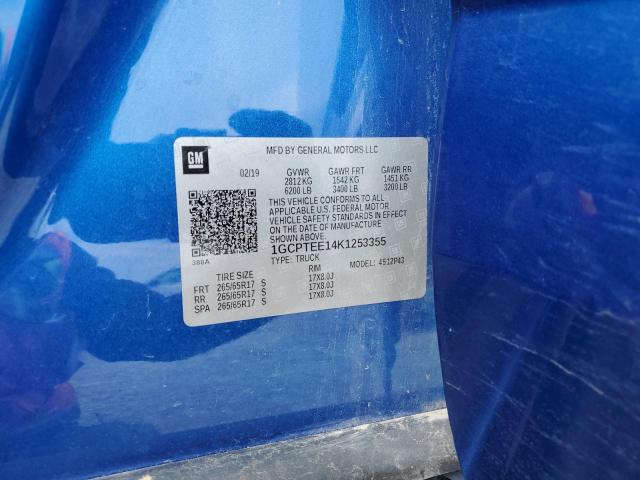 GM
MFD BY GENERAL MOTORS LLC
02/19 GVWR GAWR FRT GAWR RR
2812 KG 1542 KG 1451 KG
6200 LB 3400 LB 3200 LB
THIS VEHICLE CONFORMS TO ALL
APPLICABLE U.S. FEDERAL MOTOR
VEHICLE SAFETY STANDARDS IN EFFECT
ON THE DATE OF MANUFACTURE
SHOWN ABOVE.
1GCPTEE14K1253355
388A TYPE: TRUCK MODEL: 4512P43
TIRE SIZE RIM
FRT 265/65R17 S 17X8.0J
RR 265/65R17 S 17X8.0J
SPA 265/65R17 S 17X8.0J